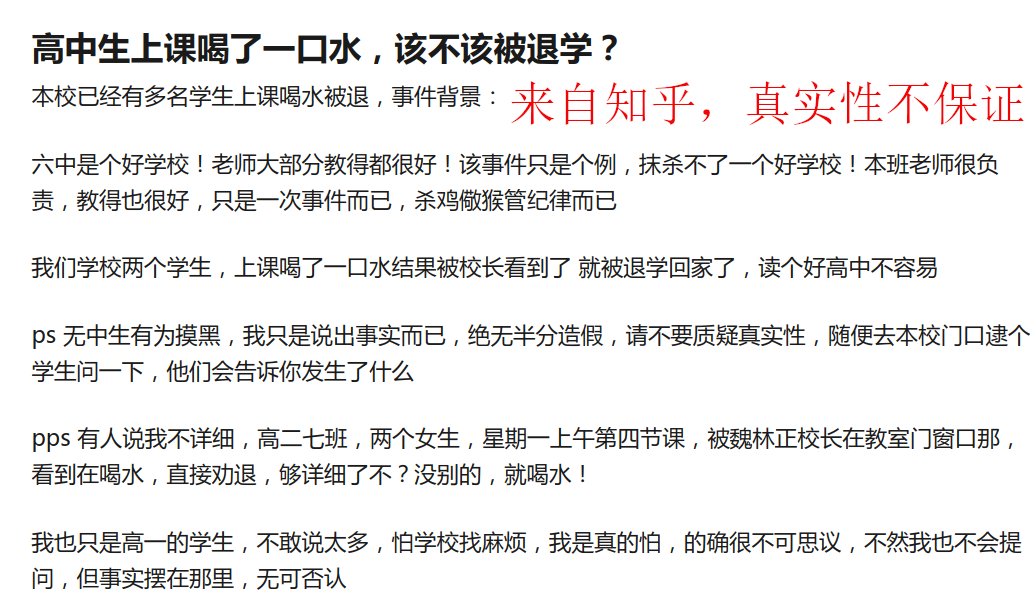 高中生上课喝了一口水，该不该被退学？
本校已经有多名学生上课喝水被退，事件背景： 来自知乎，真实性不保证
六中是个好学校！老师大部分教得都很好！该事件只是个例，抹杀不了一个好学校！本班老师很负
责，教得也很好，只是一次事件而已，杀鸡儆猴管纪律而已
我们学校两个学生，上课喝了一口水结果被校长看到了 就被退学回家了，读个好高中不容易
ps 无中生有为摸黑，我只是说出事实而已，绝无半分造假，请不要质疑真实性，随便去本校门口逮个
学生问一下，他们会告诉你发生了什么
pps 有人说我不详细，高二七班，两个女生，星期一上午第四节课，被魏林正校长在教室门窗口那，
看到在喝水，直接劝退，够详细了不？没别的，就喝水！
我也只是高一的学生，不敢说太多，怕学校找麻烦，我是真的怕，的确很不可思议，不然我也不会提
问，但事实摆在那里，无可否认